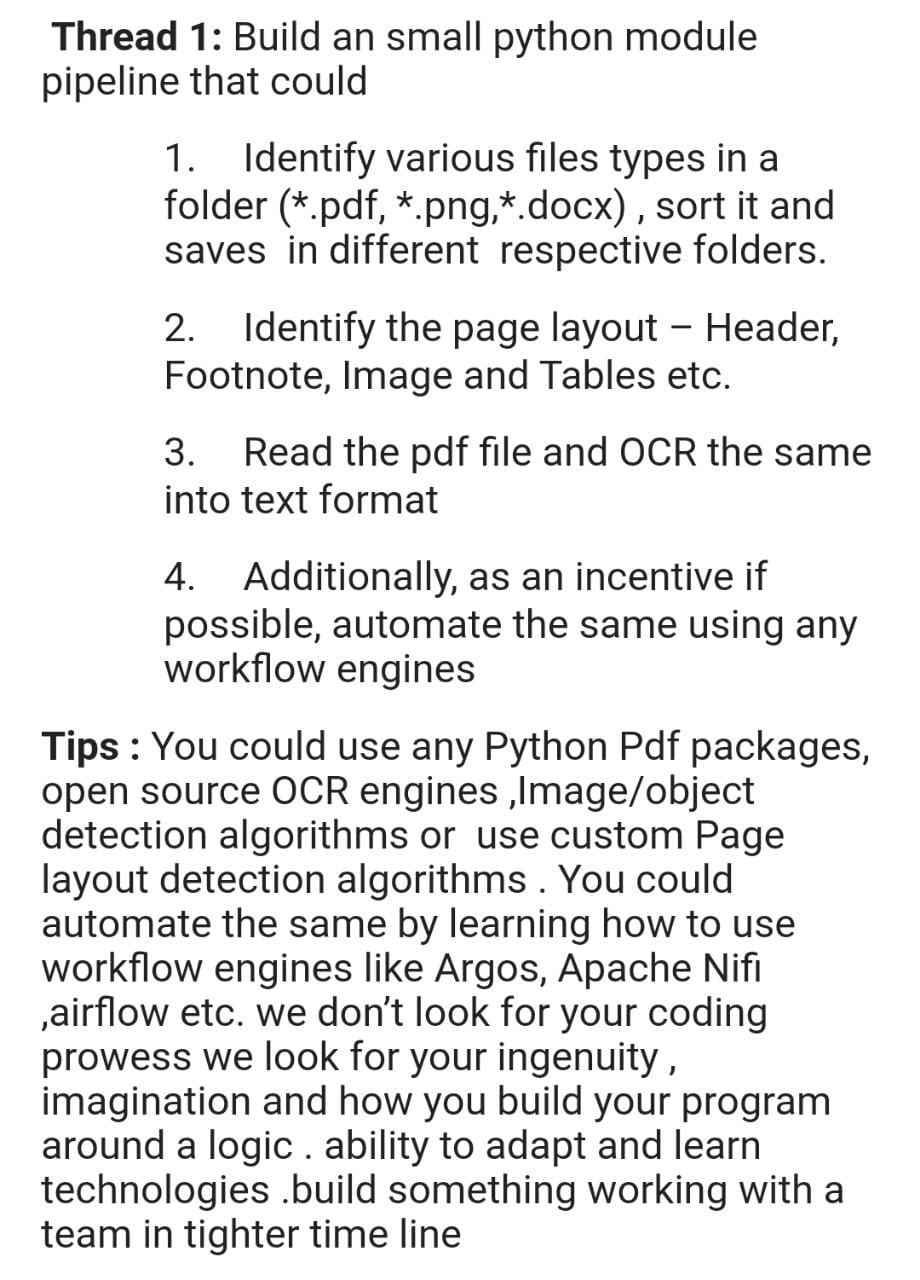 Thread 1: Build an small python module
pipeline that could
1. Identify various files types in a
folder (*.pdf, *.png,*.docx) , sort it and
saves in different respective folders.
2. Identify the page layout – Header,
Footnote, Image and Tables etc.
3. Read the pdf file and OCR the same
into text format
4. Additionally, as an incentive if
possible, automate the same using any
workflow engines
Tips : You could use any Python Pdf packages,
open source OCR engines ,Image/object
detection algorithms or use custom Page
layout detection algorithms . You could
automate the same by learning how to use
workflow engines like Argos, Apache Nifi
,airflow etc. we don’t look for your coding
prowess we look for your ingenuity ,
imagination and how you build your program
around a logic . ability to adapt and learn
technologies .build something working with a
team in tighter time line